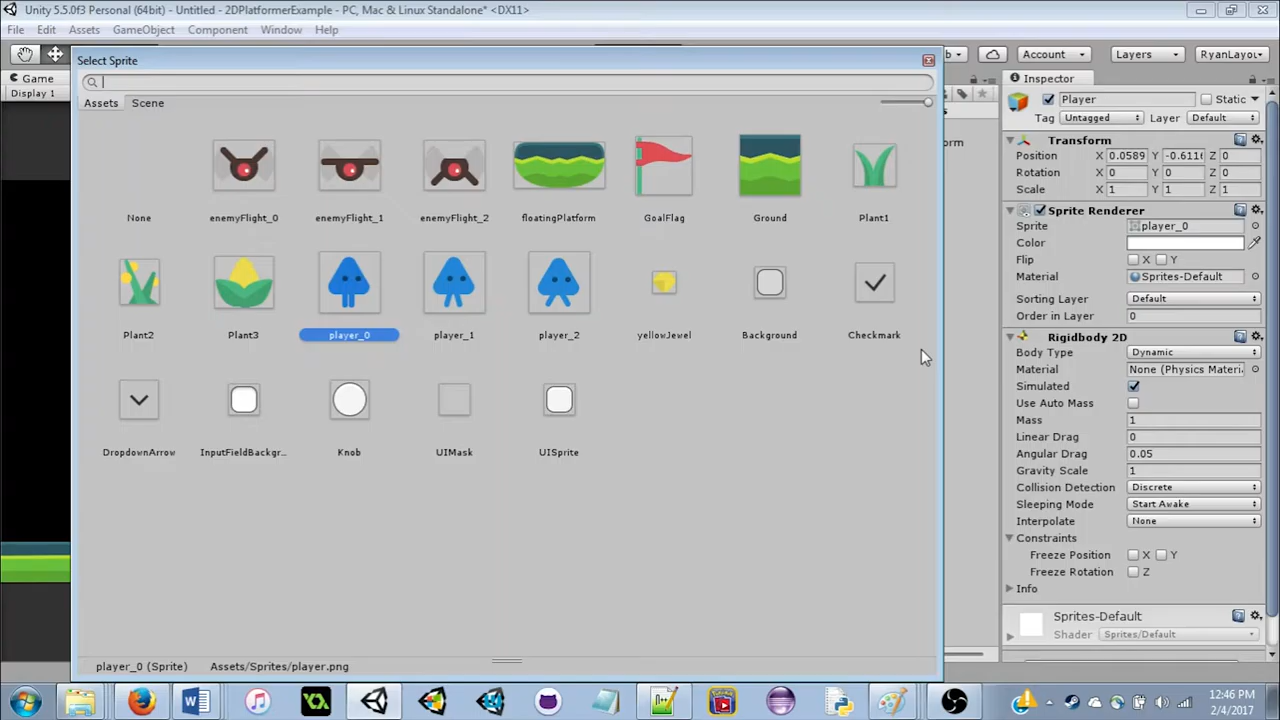 Unity 5.5.0f3 Personal (64bit) - Untitled - 2DPlatformerExample - PC, Mac & Linux Standalone* <DX11>
File Edit Assets GameObject Component Window Help
Select Sprite
Account Layers RyanLayou
Game
Inspector
Display 1
Assets Scene
Player Static
Tag Untagged Layer Default
Transform
Position X 0.0589 Y -0.611 Z 0
Rotation X 0 Y 0 Z 0
Scale X 1 Y 1 Z 1
Sprite Renderer
Sprite player_0
Color
Flip X Y
Material Sprites-Default
Sorting Layer Default
Order in Layer 0
Rigidbody 2D
Body Type Dynamic
Material None (Physics Materi
Simulated
Use Auto Mass
Mass 1
Linear Drag 0
Angular Drag 0.05
Gravity Scale 1
Collision Detection Discrete
Sleeping Mode Start Awake
Interpolate None
Constraints
Freeze Position X Y
Freeze Rotation Z
Info
Sprites-Default
Shader Sprites/Default
None enemyFlight_0 enemyFlight_1 enemyFlight_2 floatingPlatform GoalFlag Ground Plant1
Plant2 Plant3 player_0 player_1 player_2 yellowJewel Background Checkmark
DropdownArrow InputFieldBackgr... Knob UIMask UISprite
player_0 (Sprite) Assets/Sprites/player.png
12:46 PM
2/4/2017